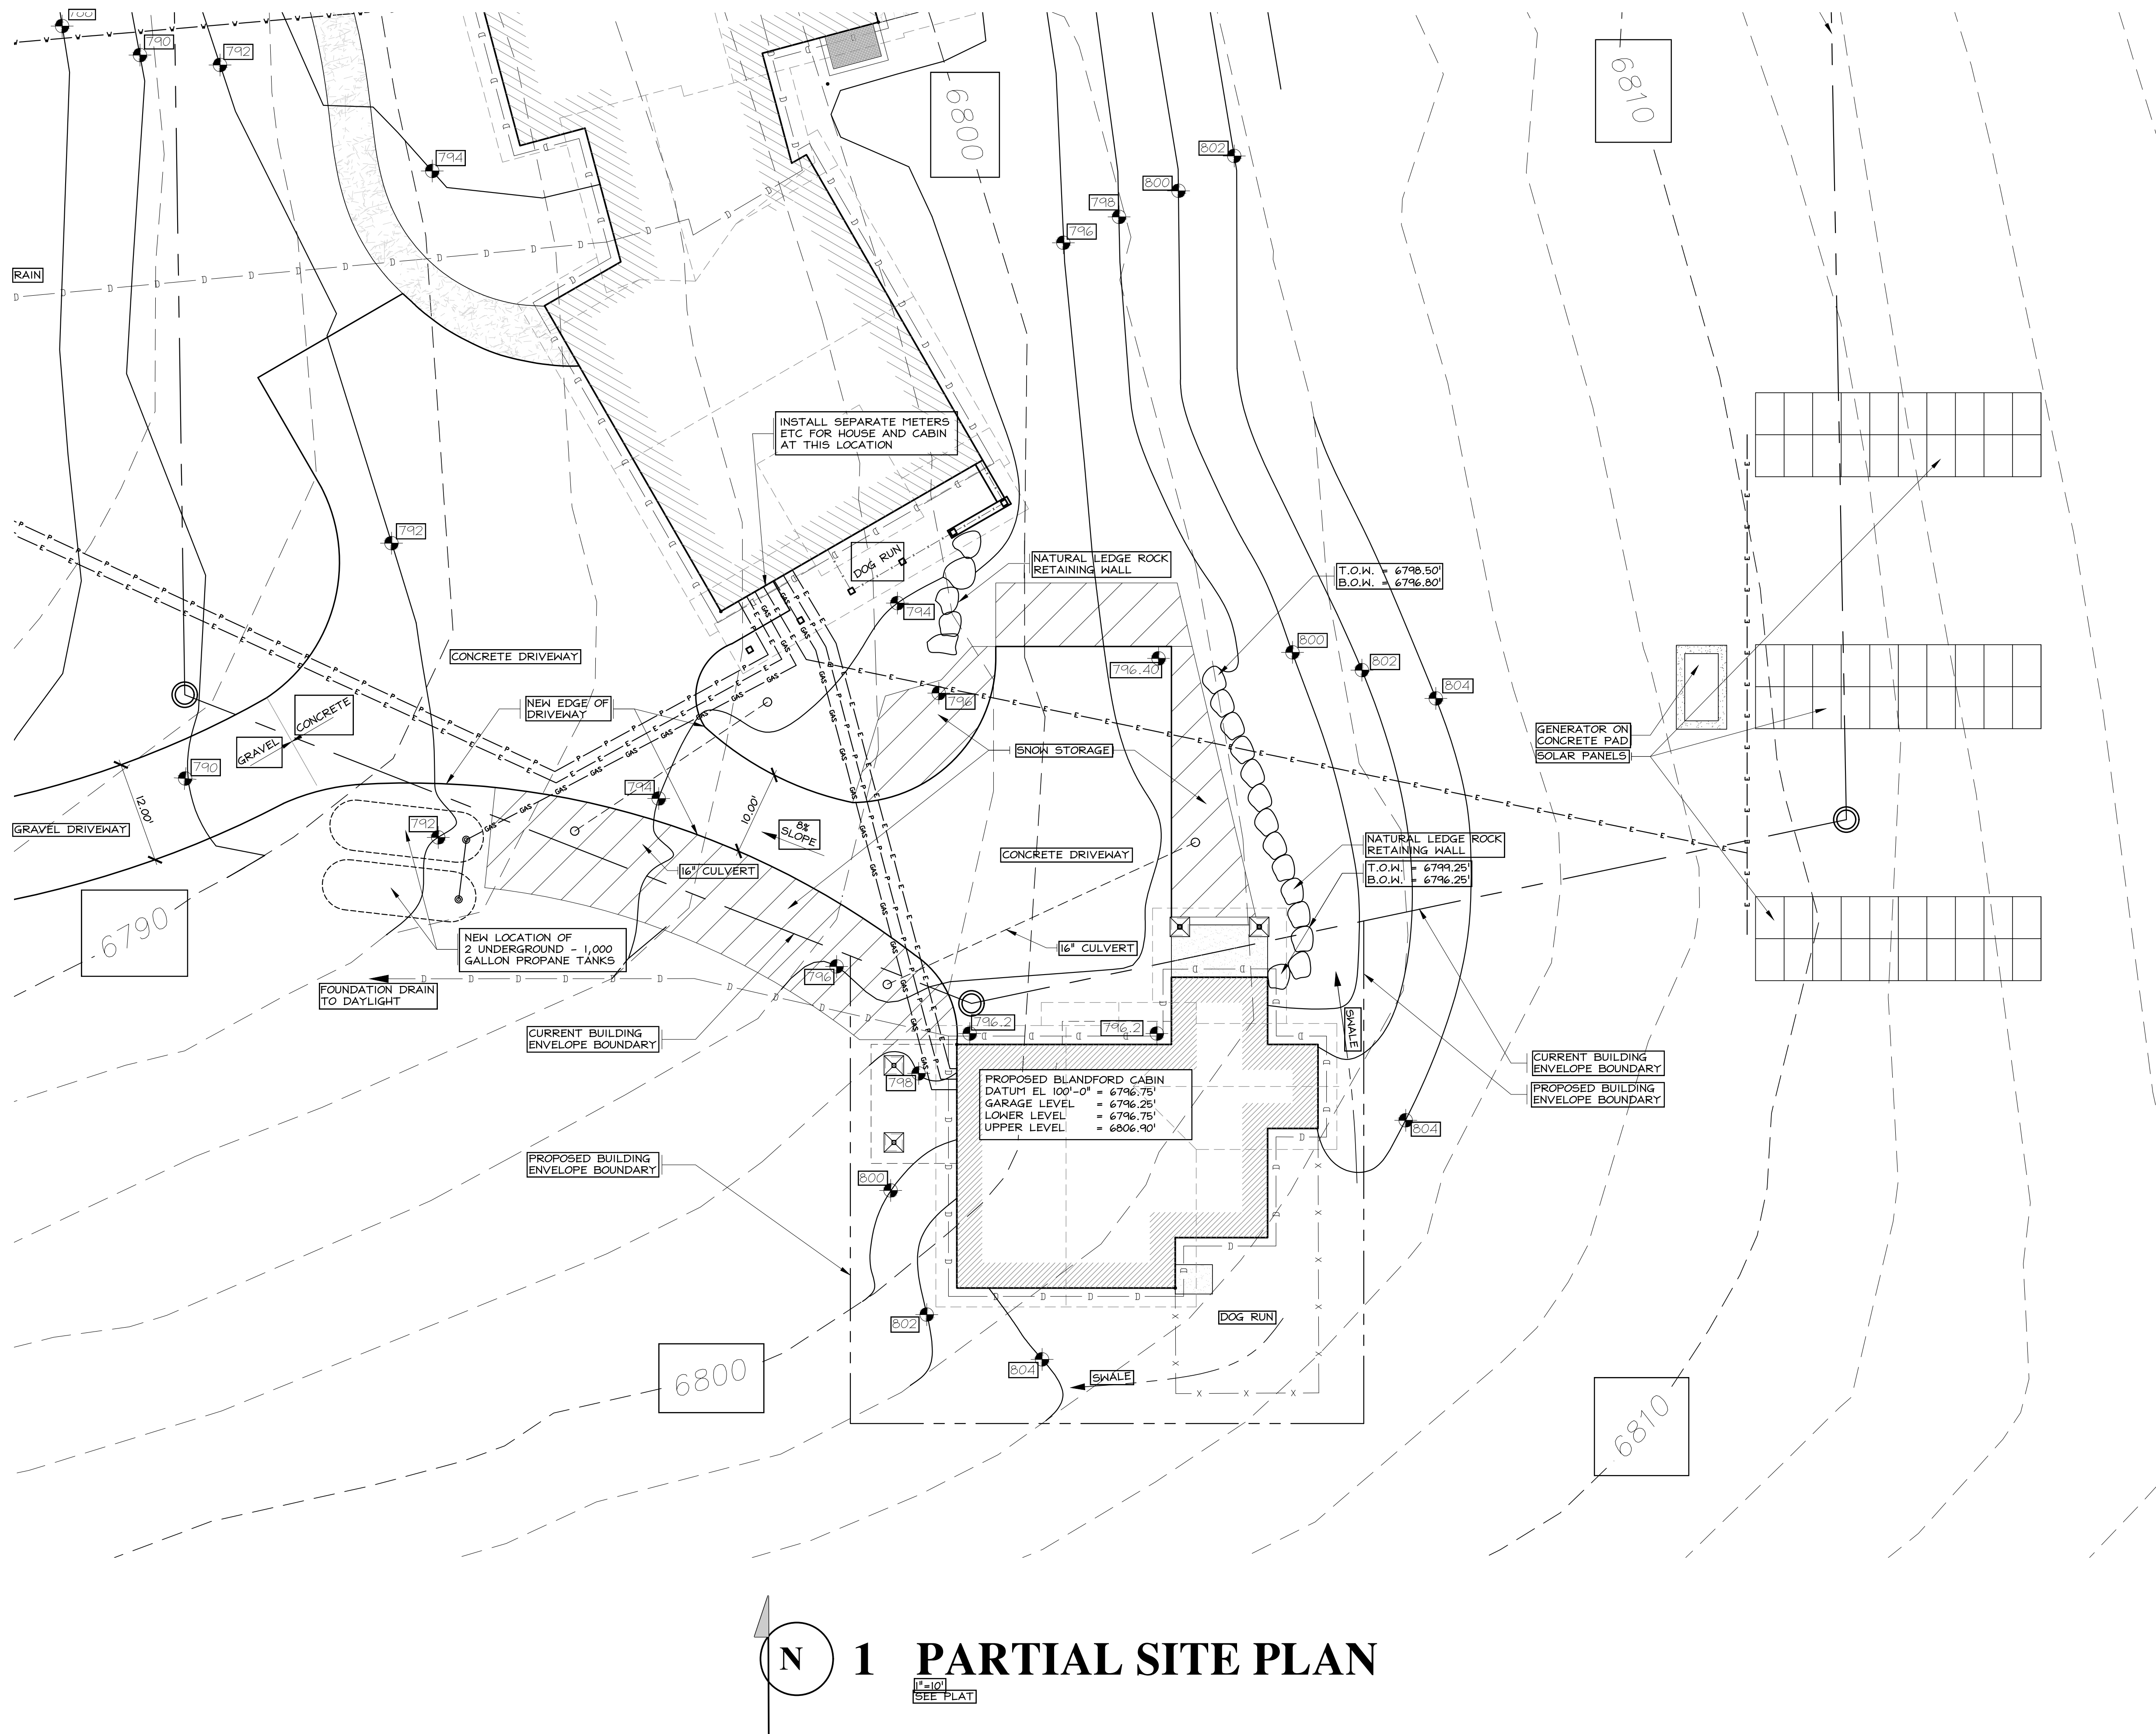 790
792
794
6800
6810
802
800
798
796
RAIN
INSTALL SEPARATE METERS
ETC FOR HOUSE AND CABIN
AT THIS LOCATION
792
DOG RUN
NATURAL LEDGE ROCK
RETAINING WALL
T.O.W. = 6798.50'
B.O.W. = 6796.80'
794
800
802
804
CONCRETE DRIVEWAY
796.40
796
NEW EDGE OF
DRIVEWAY
CONCRETE
GRAVEL
SNOW STORAGE
GENERATOR ON
CONCRETE PAD
SOLAR PANELS
790
794
12.00'
10.00'
8%
SLOPE
GRAVEL DRIVEWAY
792
16" CULVERT
CONCRETE DRIVEWAY
NATURAL LEDGE ROCK
RETAINING WALL
T.O.W. = 6799.25'
B.O.W. = 6796.25'
6790
NEW LOCATION OF
2 UNDERGROUND - 1,000
GALLON PROPANE TANKS
16" CULVERT
796
FOUNDATION DRAIN
TO DAYLIGHT
CURRENT BUILDING
ENVELOPE BOUNDARY
796.2
796.2
SWALE
CURRENT BUILDING
ENVELOPE BOUNDARY
798
PROPOSED BLANDFORD CABIN
DATUM EL 100'-0" = 6796.75'
GARAGE LEVEL = 6796.25'
LOWER LEVEL = 6796.75'
UPPER LEVEL = 6806.90'
PROPOSED BUILDING
ENVELOPE BOUNDARY
804
PROPOSED BUILDING
ENVELOPE BOUNDARY
800
802
DOG RUN
804
SWALE
6800
6810
N
1 PARTIAL SITE PLAN
1"=10'
SEE PLAT